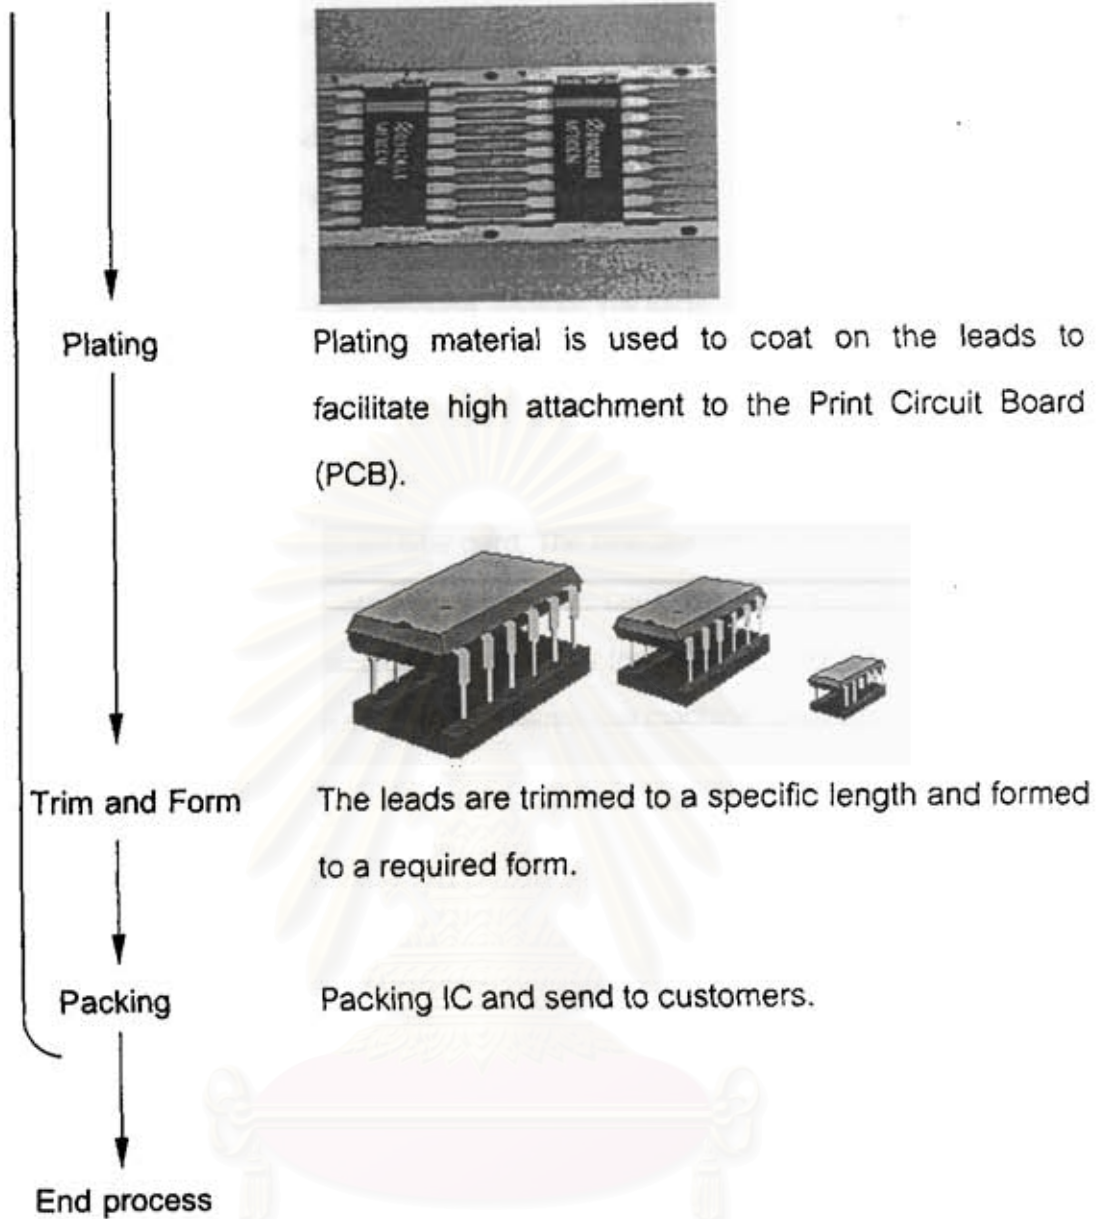 Plating
Plating material is used to coat on the leads to
facilitate high attachment to the Print Circuit Board
(PCB).
Trim and Form
The leads are trimmed to a specific length and formed
to a required form.
Packing
Packing IC and send to customers.
End process